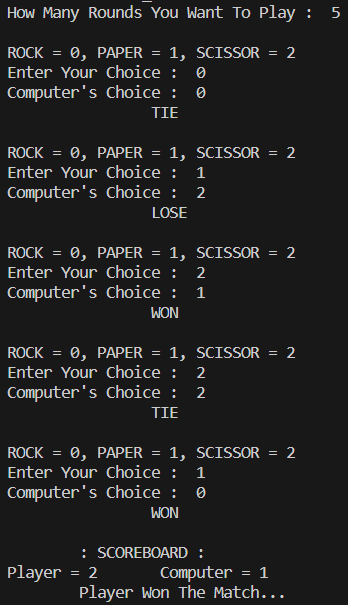 How Many Rounds You Want To Play :  5
ROCK = 0, PAPER = 1, SCISSOR = 2
Enter Your Choice :  0
Computer's Choice :  0
TIE
ROCK = 0, PAPER = 1, SCISSOR = 2
Enter Your Choice :  1
Computer's Choice :  2
LOSE
ROCK = 0, PAPER = 1, SCISSOR = 2
Enter Your Choice :  2
Computer's Choice :  1
WON
ROCK = 0, PAPER = 1, SCISSOR = 2
Enter Your Choice :  2
Computer's Choice :  2
TIE
ROCK = 0, PAPER = 1, SCISSOR = 2
Enter Your Choice :  1
Computer's Choice :  0
WON
: SCOREBOARD :
Player = 2       Computer = 1
Player Won The Match...